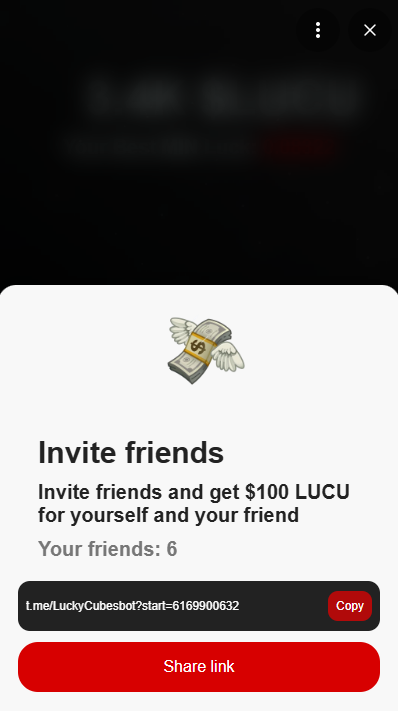 Invite friends
Invite friends and get $100 LUCU
for yourself and your friend
Your friends: 6
t.me/LuckyCubesbot?start=6169900632
Copy
Share link